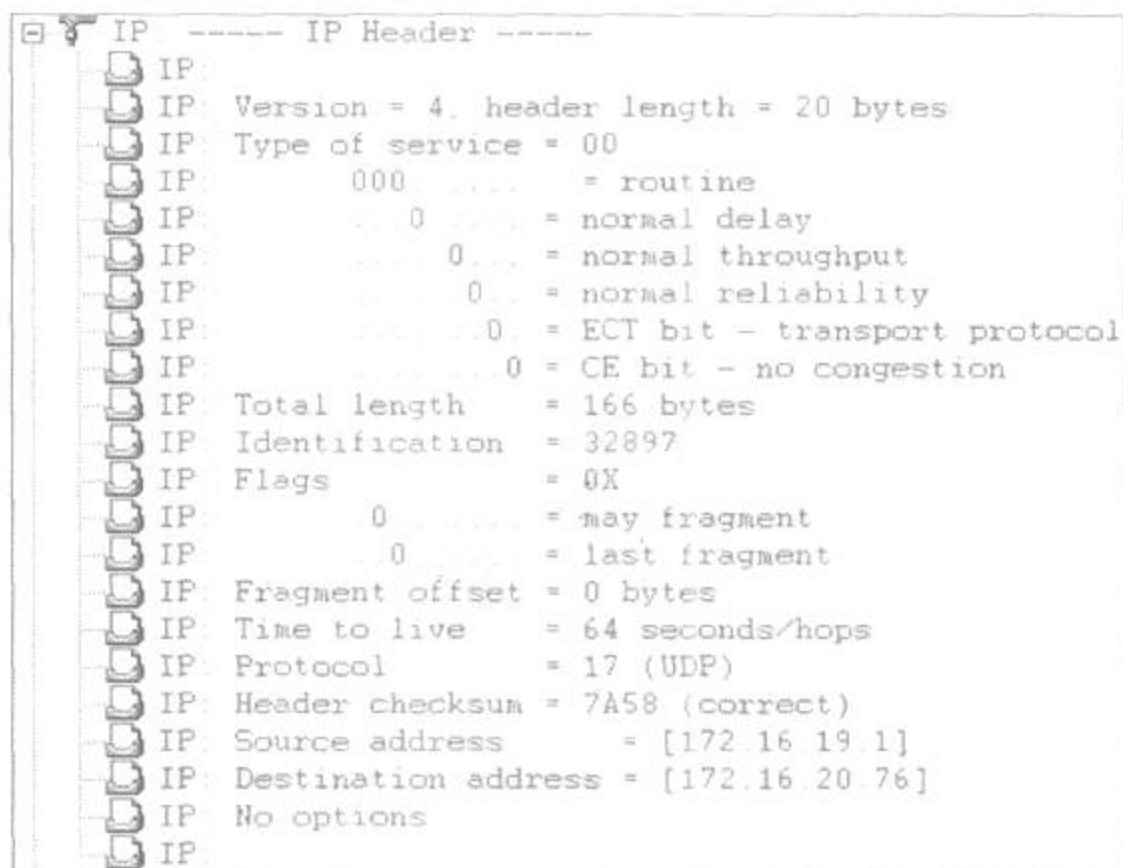 IP: ----- IP Header -----
IP:
IP: Version = 4, header length = 20 bytes
IP: Type of service = 00
IP: 000. .... = routine
IP: ...0 .... = normal delay
IP: .... 0... = normal throughput
IP: .... .0.. = normal reliability
IP: .... ..0. = ECT bit - transport protocol
IP: .... ...0 = CE bit - no congestion
IP: Total length = 166 bytes
IP: Identification = 32897
IP: Flags = 0X
IP: .0.. .... = may fragment
IP: ..0. .... = last fragment
IP: Fragment offset = 0 bytes
IP: Time to live = 64 seconds/hops
IP: Protocol = 17 (UDP)
IP: Header checksum = 7A58 (correct)
IP: Source address = [172.16.19.1]
IP: Destination address = [172.16.20.76]
IP: No options
IP: